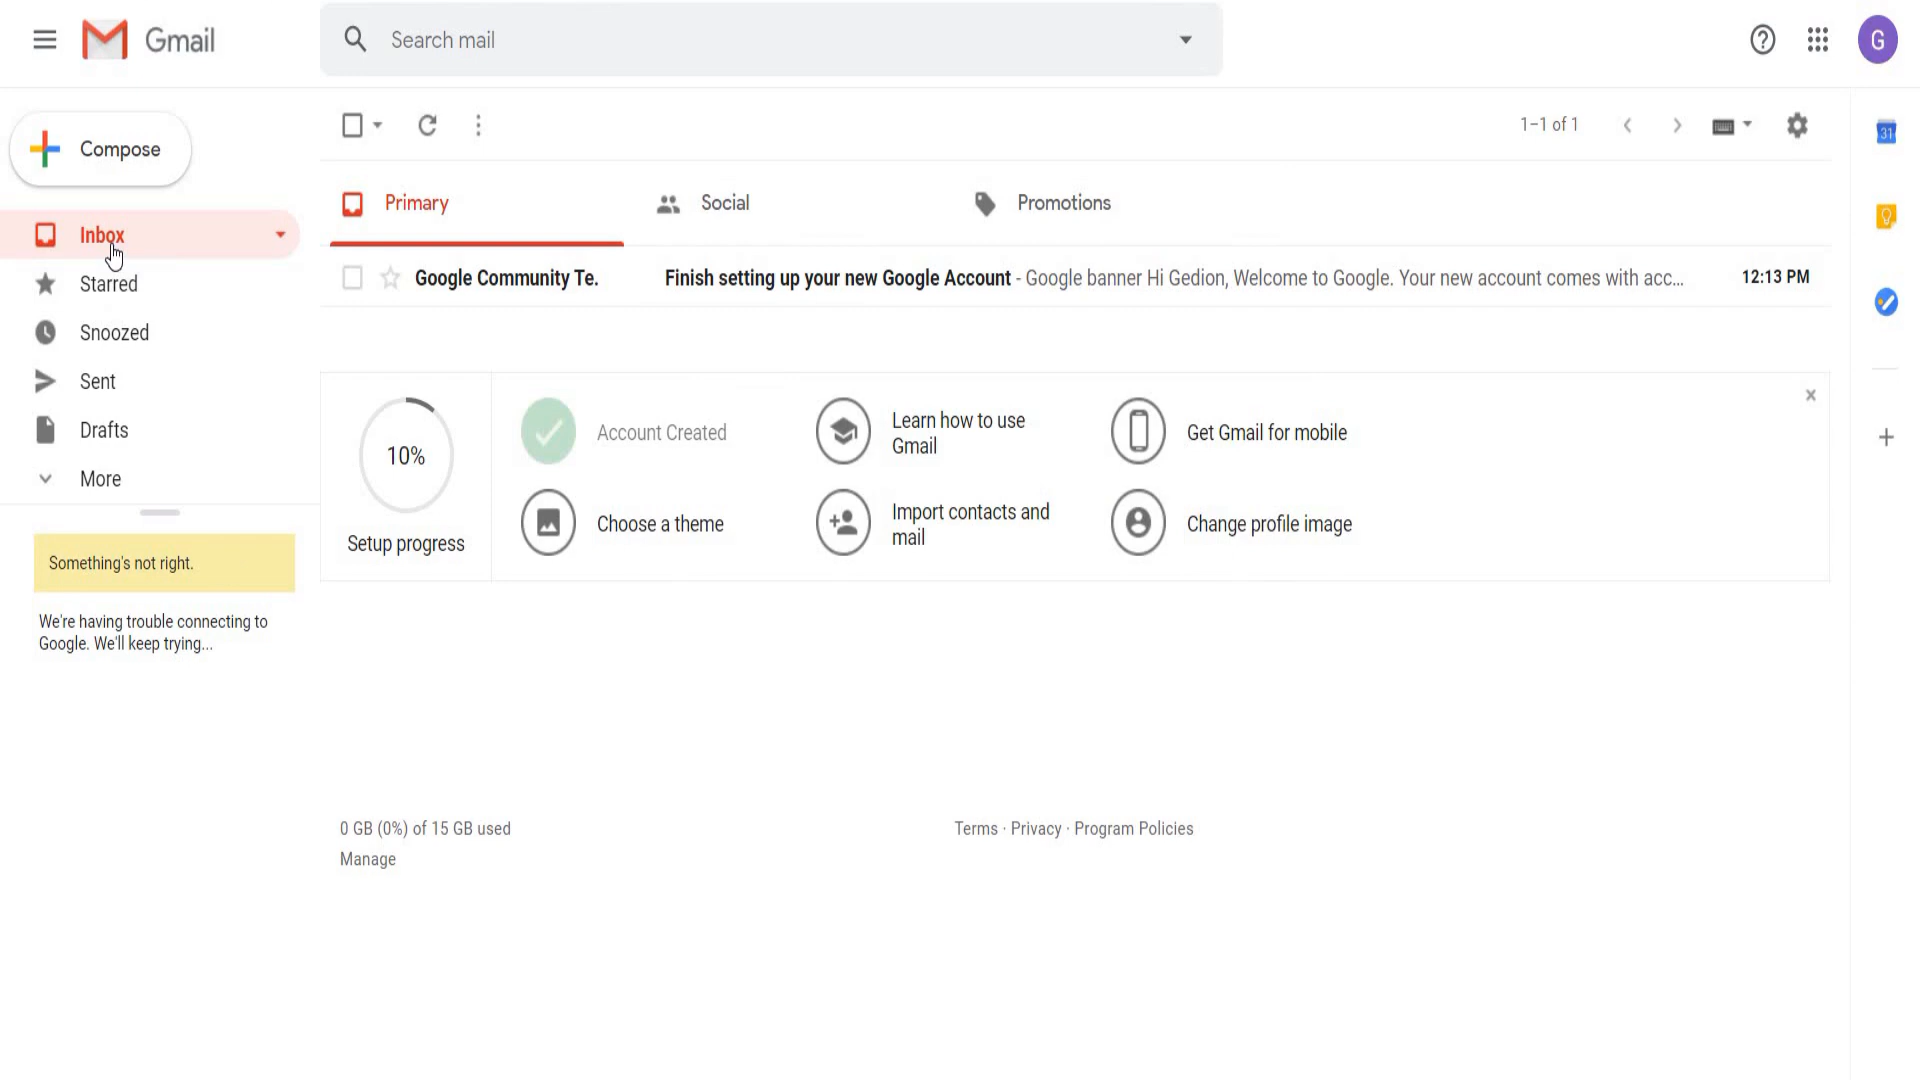 Gmail
Search mail
G
Compose
1–1 of 1
31
Primary
Social
Promotions
Inbox
Google Community Te. Finish setting up your new Google Account - Google banner Hi Gedion, Welcome to Google. Your new account comes with acc... 12:13 PM
Starred
Snoozed
Sent
Drafts
More
10%
Setup progress
Account Created
Learn how to use
Gmail
Get Gmail for mobile
Choose a theme
Import contacts and
mail
Change profile image
Something's not right.
We're having trouble connecting to
Google. We'll keep trying...
0 GB (0%) of 15 GB used
Manage
Terms · Privacy · Program Policies